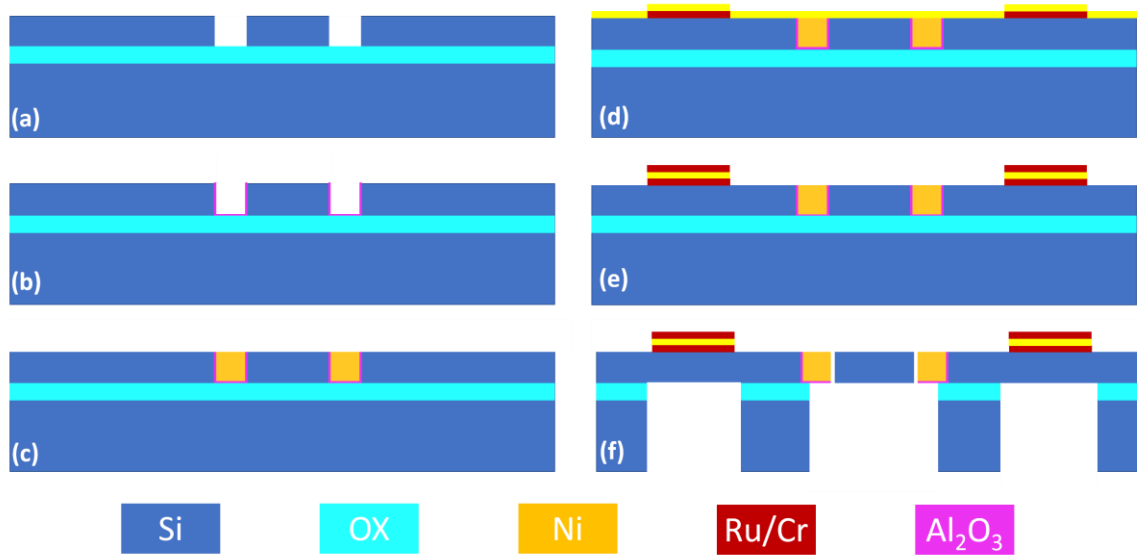 (a)
(b)
(c)
(d)
(e)
(f)
Si OX Ni Ru/Cr Al₂O₃